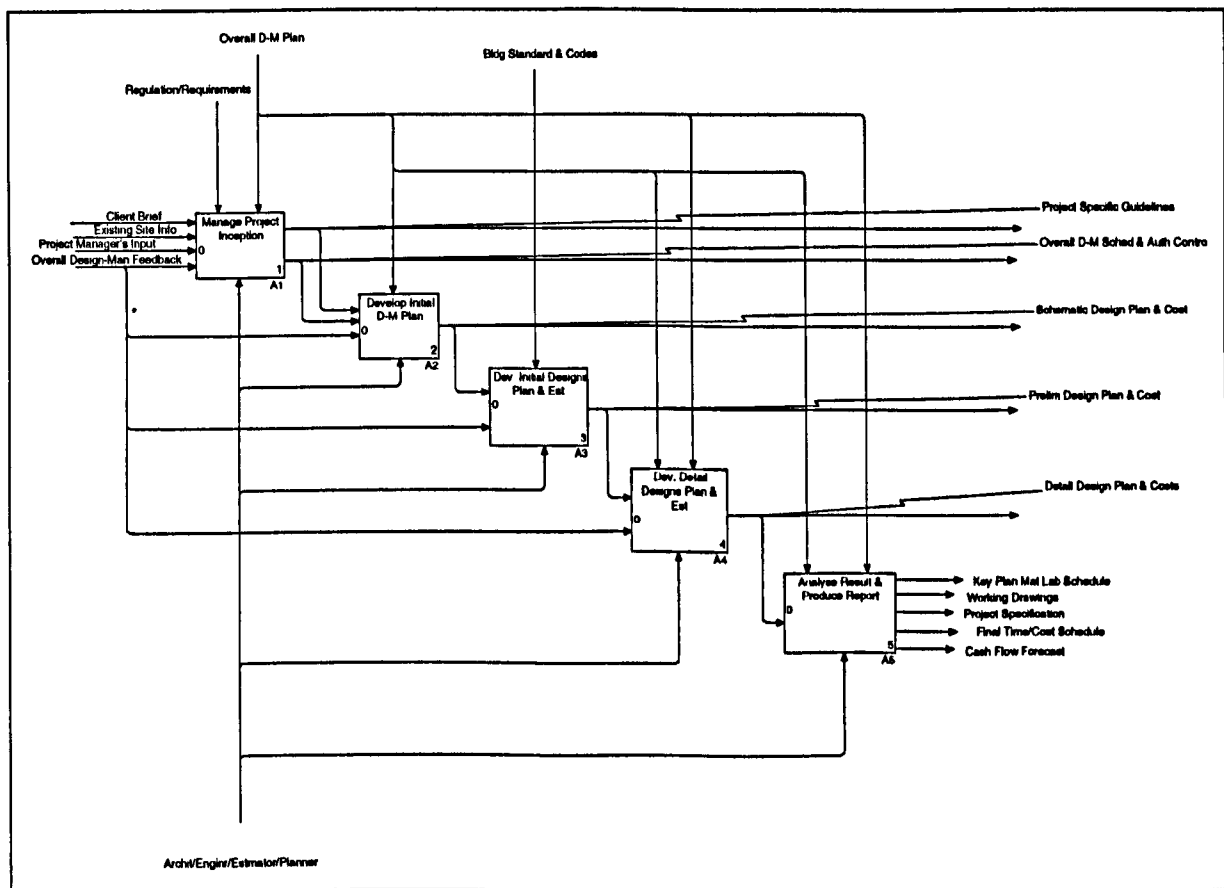 Overall D-M Plan
Bldg Standard & Codes
Regulation/Requirements
Client Brief
Existing Site Info
Project Manager's Input
Overall Design-Man Feedback
Manage Project
Inception
0
1
A1
Project Specific Guidelines
Overall D-M Sched & Auth Contro
Develop Initial
D-M Plan
0
2
A2
Schematic Design Plan & Cost
Dev. Initial Designs
Plan & Est
0
3
A3
Prelim Design Plan & Cost
Dev. Detail
Designs Plan &
Est
0
4
A4
Detail Design Plan & Costs
Analyse Result &
Produce Report
0
5
A5
Key Plan Mat Lab Schedule
Working Drawings
Project Specification
Final Time/Cost Schedule
Cash Flow Forecast
Archit/Enginr/Estmator/Planner